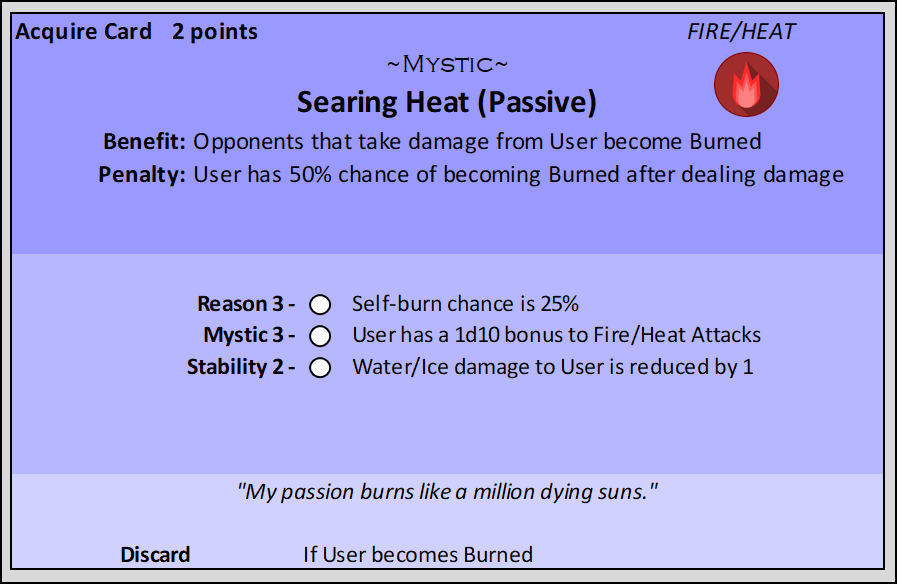 Acquire Card 2 points FIRE/HEAT
~Mystic~
Searing Heat (Passive)
Benefit: Opponents that take damage from User become Burned
Penalty: User has 50% chance of becoming Burned after dealing damage
Reason 3 - Self-burn chance is 25%
Mystic 3 - User has a 1d10 bonus to Fire/Heat Attacks
Stability 2 - Water/Ice damage to User is reduced by 1
"My passion burns like a million dying suns."
Discard If User becomes Burned